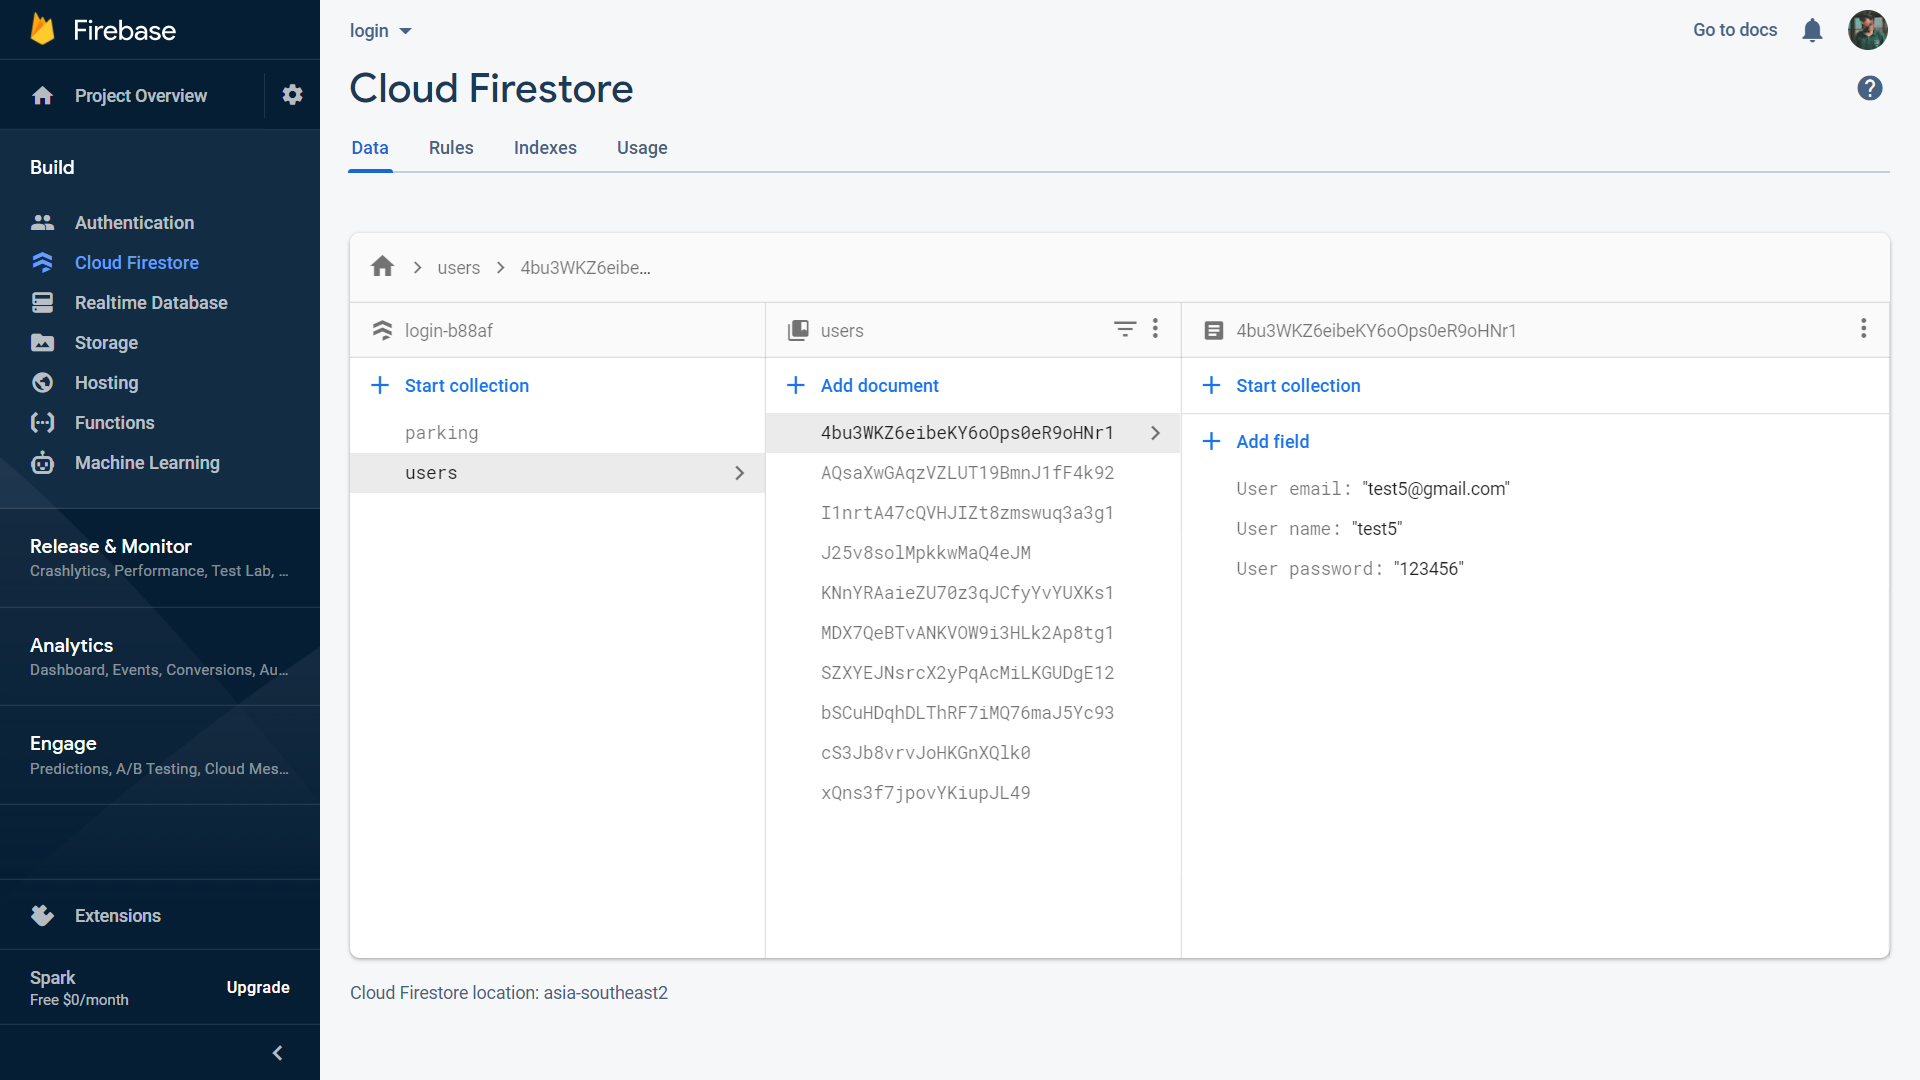 Firebase
Project Overview
Build
Authentication
Cloud Firestore
Realtime Database
Storage
Hosting
Functions
Machine Learning
Release & Monitor
Crashlytics, Performance, Test Lab, ...
Analytics
Dashboard, Events, Conversions, Au...
Engage
Predictions, A/B Testing, Cloud Mes...
Extensions
Spark
Free $0/month
Upgrade
login
Go to docs
Cloud Firestore
Data Rules Indexes Usage
users 4bu3WKZ6eibe...
login-b88af
Start collection
parking
users
users
Add document
4bu3WKZ6eibeKY6oOps0eR9oHNr1
AQsaXwGAqzVZLUT19BmnJ1fF4k92
I1nrtA47cQVHJIZt8zmswuq3a3g1
J25v8solMpkkwMaQ4eJM
KNnYRAaieZU70z3qJCfyYvYUXKs1
MDX7QeBTvANKVOW9i3HLk2Ap8tg1
SZXYEJNsrcX2yPqAcMiLKGUDgE12
bSCuHDqhDLThRF7iMQ76maJ5Yc93
cS3Jb8vrvJoHKGnXQlk0
xQns3f7jpovYKiupJL49
4bu3WKZ6eibeKY6oOps0eR9oHNr1
Start collection
Add field
User email: "test5@gmail.com"
User name: "test5"
User password: "123456"
Cloud Firestore location: asia-southeast2